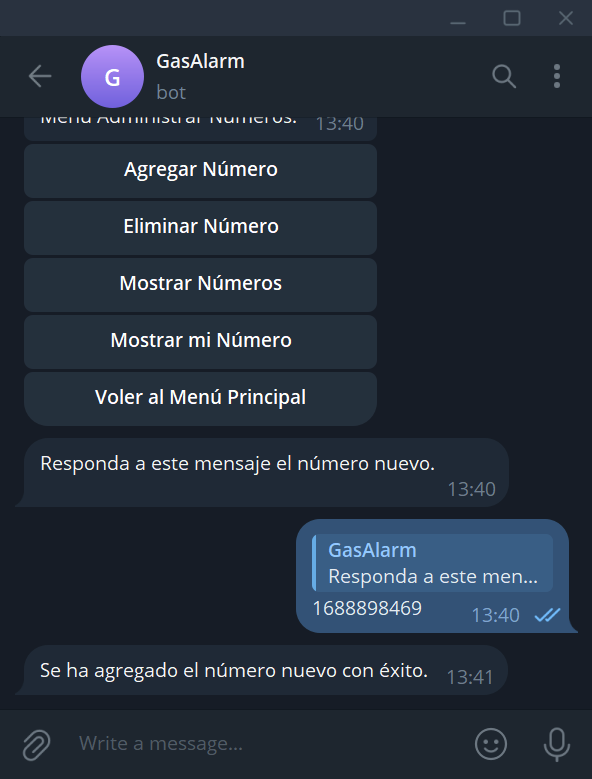 G
GasAlarm
bot
Menú Administrar Números.
13:40
Agregar Número
Eliminar Número
Mostrar Números
Mostrar mi Número
Voler al Menú Principal
Responda a este mensaje el número nuevo.
13:40
GasAlarm
Responda a este men...
1688898469
13:40
Se ha agregado el número nuevo con éxito.
13:41
Write a message...